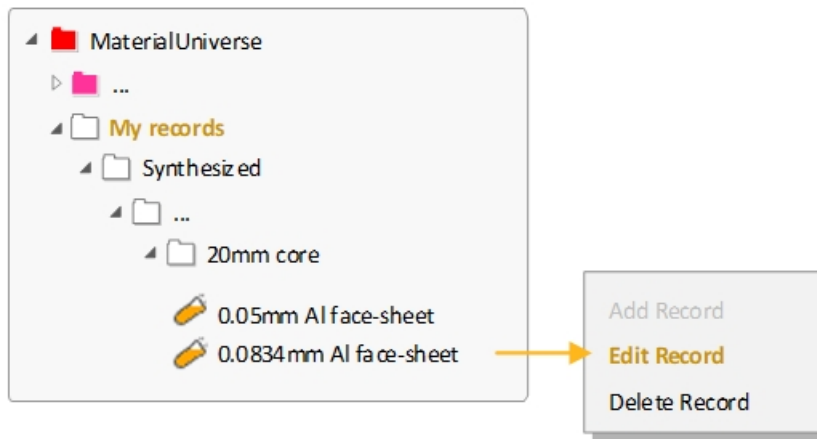 MaterialUniverse
...
My records
Synthesized
...
20mm core
0.05mm Al face-sheet
0.0834mm Al face-sheet
Add Record
Edit Record
Delete Record